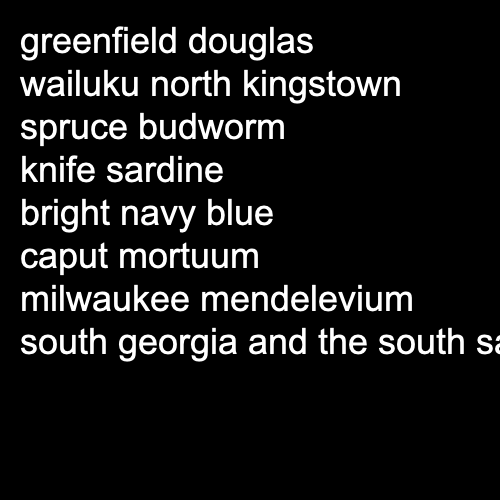 greenfield douglas
wailuku north kingstown
spruce budworm
knife sardine
bright navy blue
caput mortuum
milwaukee mendelevium
south georgia and the south